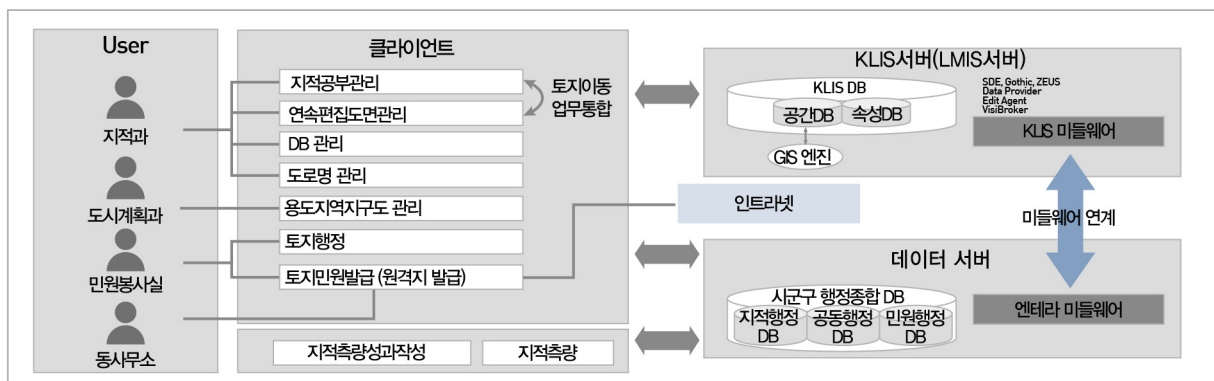 User
지적과
도시계획과
민원봉사실
동사무소
클라이언트
지적공부관리
연속편집도면관리
DB 관리
도로명 관리
용도지역지구도 관리
토지행정
토지민원발급 (원격지 발급)
토지이동
업무통합
지적측량성과작성
지적측량
인트라넷
KLIS서버(LMIS서버)
KLIS DB
공간DB
속성DB
GIS 엔진
SDE, Gothic, ZEUS
Data Provider
Edit Agent
VisiBroker
KLIS 미들웨어
미들웨어 연계
데이터 서버
시군구 행정종합 DB
지적행정
DB
공동행정
DB
민원행정
DB
엔테라 미들웨어